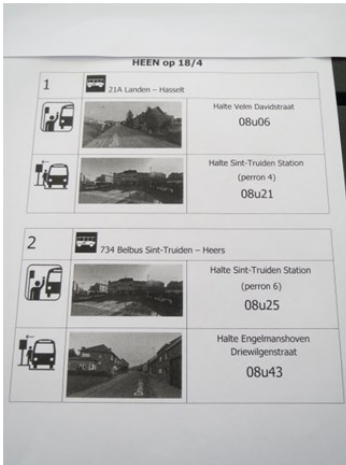 HEEN op 18/4
1
21A Landen – Hasselt
Halte Velm Davidstraat
08u06
Halte Sint-Truiden Station
(perron 4)
08u21
2
734 Belbus Sint-Truiden – Heers
Halte Sint-Truiden Station
(perron 6)
08u25
Halte Engelmanshoven
Driewilgenstraat
08u43